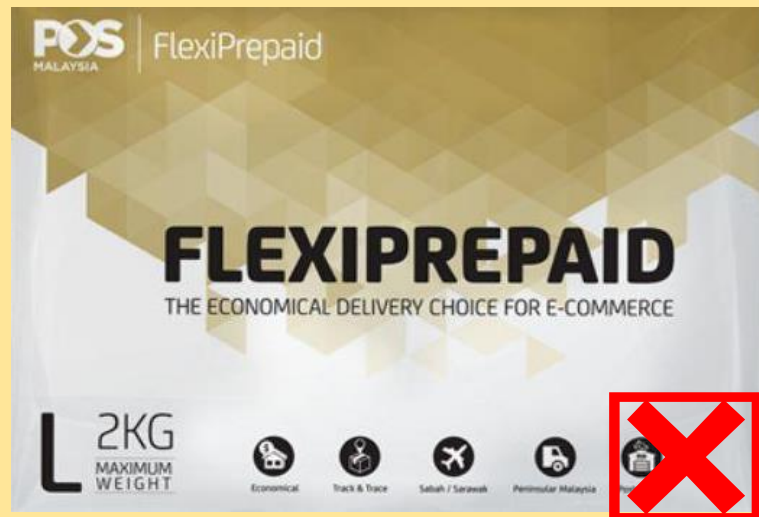 POS
MALAYSIA
FlexiPrepaid
FLEXIPREPAID
THE ECONOMICAL DELIVERY CHOICE FOR E-COMMERCE
L
2KG
MAXIMUM
WEIGHT
Economical
Track & Trace
Sabah / Sarawak
Peninsular Malaysia